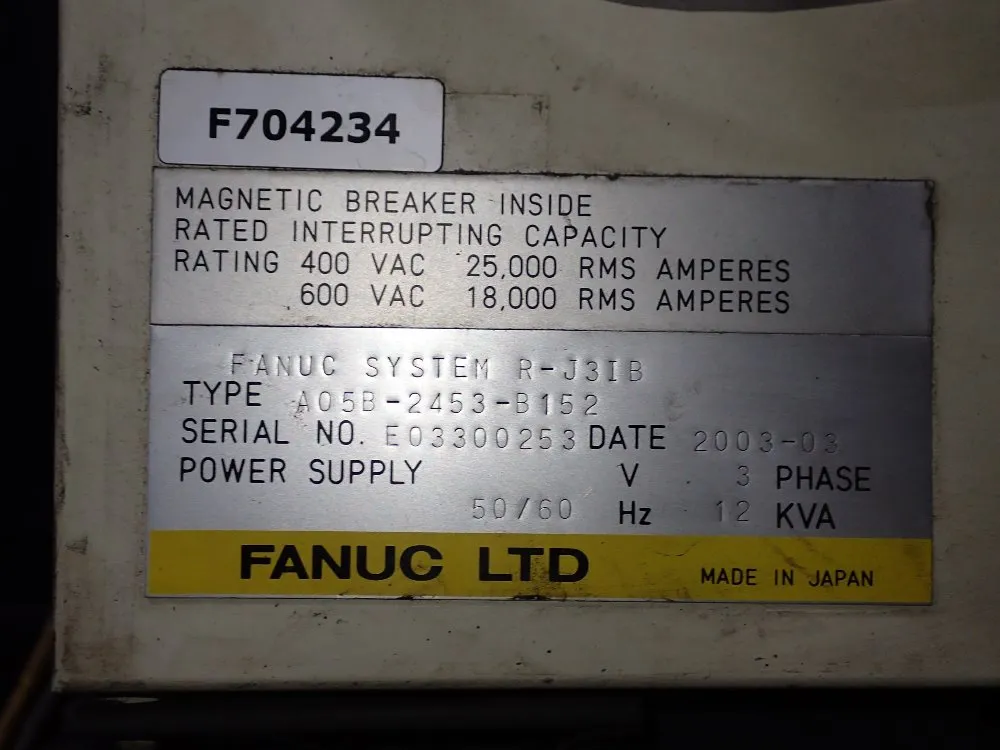 F704234
MAGNETIC BREAKER INSIDE
RATED INTERRUPTING CAPACITY
RATING 400 VAC 25,000 RMS AMPERES
600 VAC 18,000 RMS AMPERES
FANUC SYSTEM R-J3IB
TYPE A05B-2453-B152
SERIAL NO. E03300253 DATE 2003-03
POWER SUPPLY V 3 PHASE
50/60 Hz 12 KVA
FANUC LTD MADE IN JAPAN